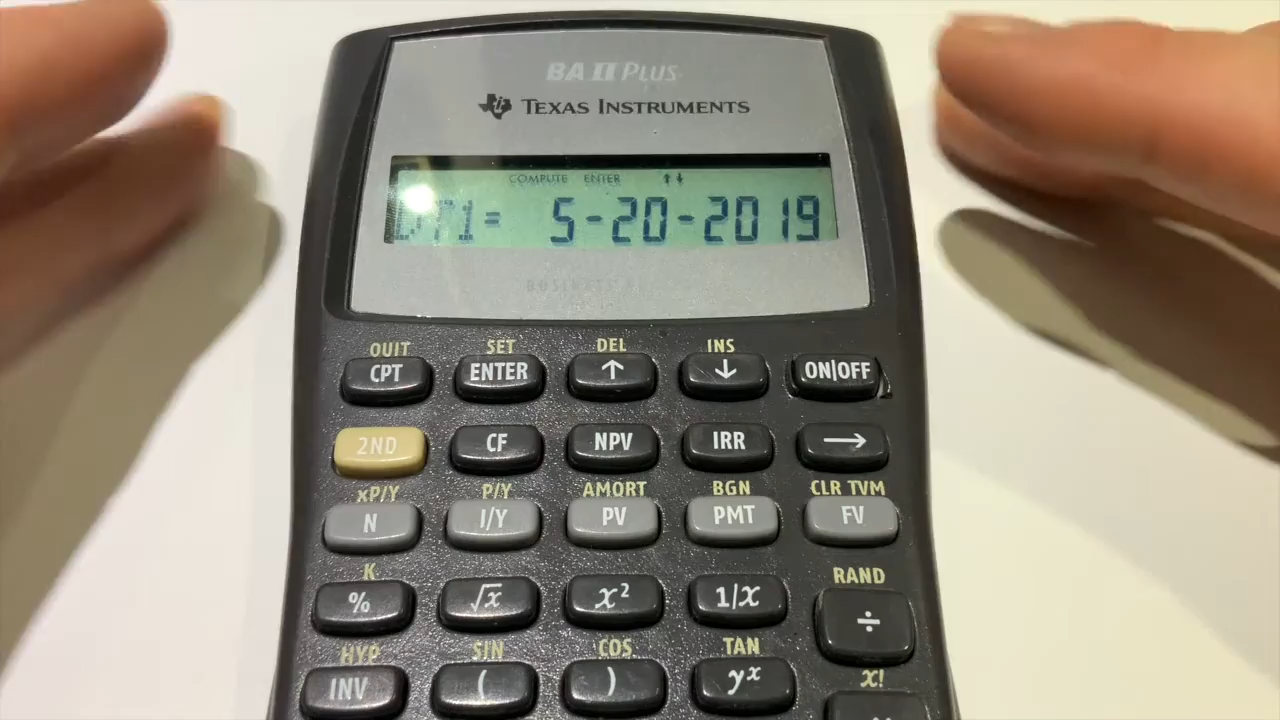 BA II PLUS
TEXAS INSTRUMENTS
COMPUTE ENTER ↑↓
DT1= 5-20-2019
QUIT SET DEL INS
CPT ENTER ↑ ↓ ON|OFF
2ND CF NPV IRR →
xP/Y P/Y AMORT BGN CLR TVM
N I/Y PV PMT FV
K RAND
% √x x² 1/x ÷
HYP SIN COS TAN x!
INV ( ) yˣ